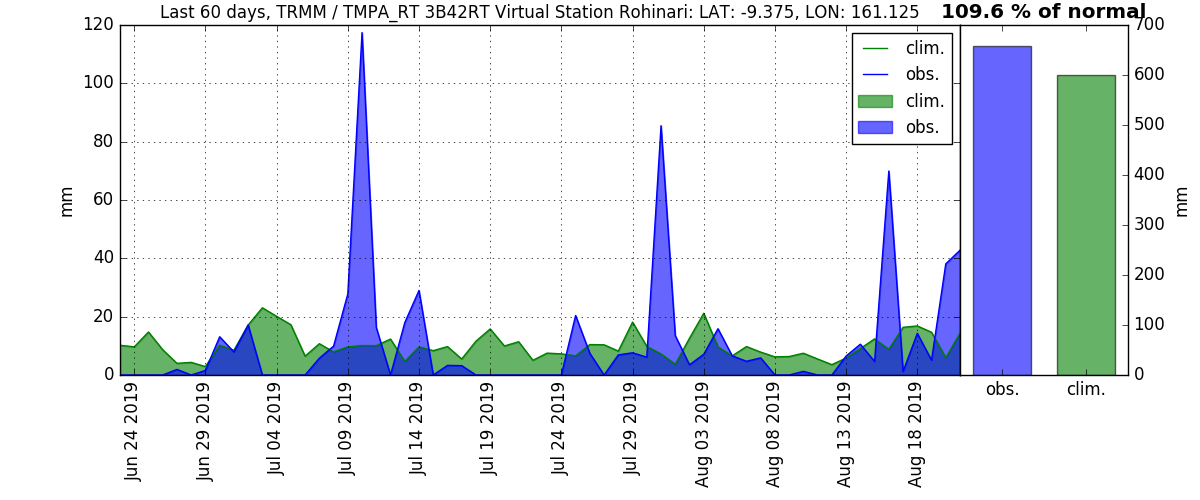 Last 60 days, TRMM / TMPA_RT 3B42RT Virtual Station Rohinari: LAT: -9.375, LON: 161.125
109.6 % of normal
120
100
80
60
40
20
0
mm
clim.
obs.
clim.
obs.
700
600
500
400
300
200
100
0
mm
obs.
clim.
Jun 24 2019
Jun 29 2019
Jul 04 2019
Jul 09 2019
Jul 14 2019
Jul 19 2019
Jul 24 2019
Jul 29 2019
Aug 03 2019
Aug 08 2019
Aug 13 2019
Aug 18 2019